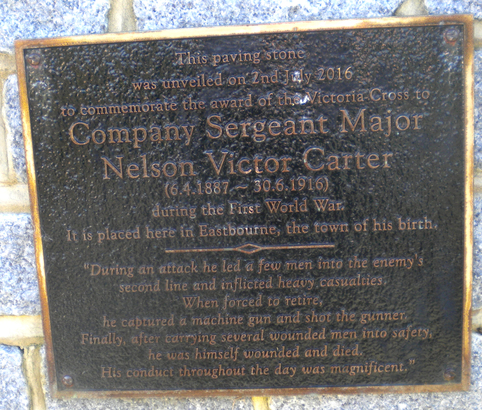 This paving stone
was unveiled on 2nd July 2016
to commemorate the award of the Victoria Cross to
Company Sergeant Major
Nelson Victor Carter
(6.4.1887 – 30.6.1916)
during the First World War.
It is placed here in Eastbourne, the town of his birth.
"During an attack he led a few men into the enemy's
second line and inflicted heavy casualties.
When forced to retire,
he captured a machine gun and shot the gunner.
Finally, after carrying several wounded men into safety,
he was himself wounded and died.
His conduct throughout the day was magnificent."